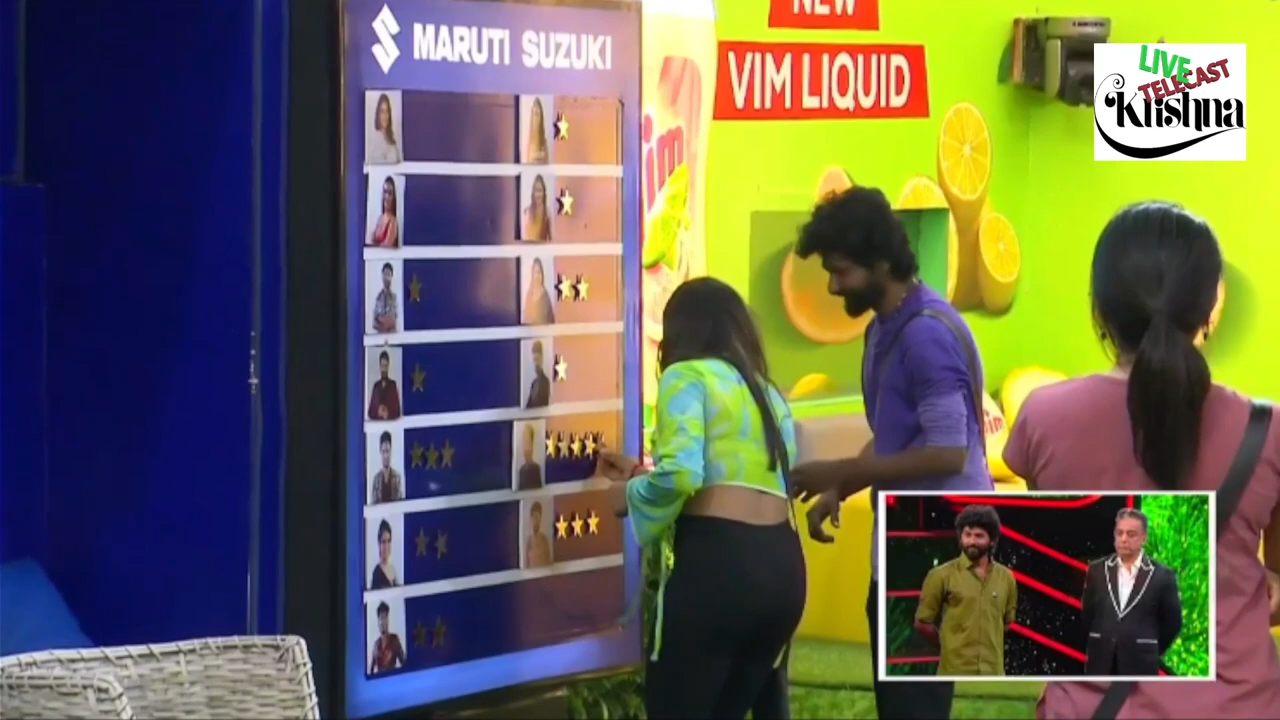 MARUTI SUZUKI
NEW
VIM LIQUID
LIVE
TELECAST
Krishna